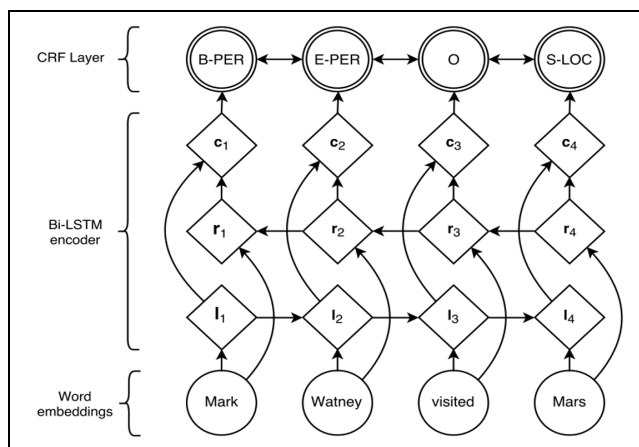 CRF Layer
B-PER E-PER O S-LOC
c1 c2 c3 c4
Bi-LSTM
encoder
r1 r2 r3 r4
l1 l2 l3 l4
Word
embeddings
Mark Watney visited Mars